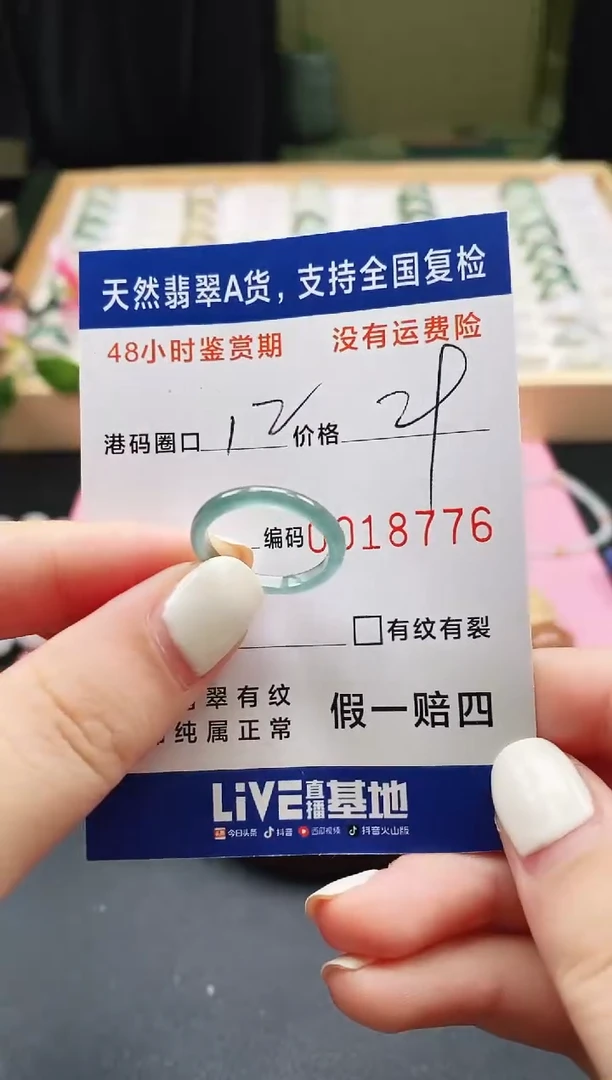 天然翡翠A货，支持全国复检
48小时鉴赏期 没有运费险
港码圈口 12 价格
编码 0018776
□有纹有裂
翠有纹
纯属正常
假一赔四
LiVE直播基地
今日头条 抖音 西瓜视频 抖音火山版